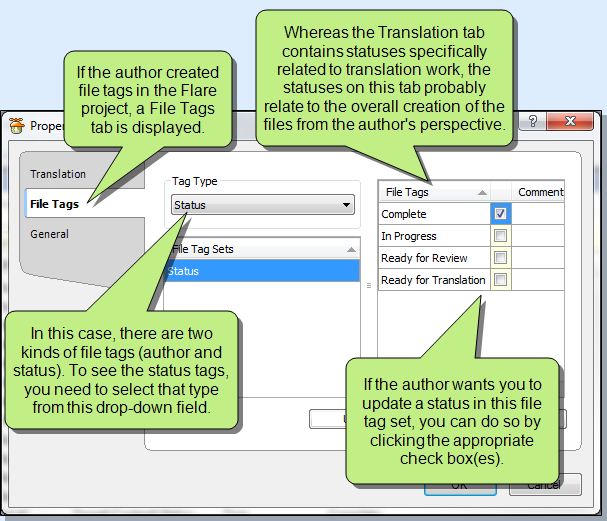 Whereas the Translation tab
contains statuses specifically
related to translation work, the
statuses on this tab probably
relate to the overall creation of the
files from the author's perspective.
If the author created
file tags in the Flare
project, a File Tags
tab is displayed.
Proper
?
Translation
File Tags
General
Tag Type
Status
File Tag Sets
Status
File Tags
Comment
Complete
In Progress
Ready for Review
Ready for Translation
In this case, there are two
kinds of file tags (author and
status). To see the status tags,
you need to select that type
from this drop-down field.
If the author wants you to
update a status in this file
tag set, you can do so by
clicking the appropriate
check box(es).
OK
Cancel